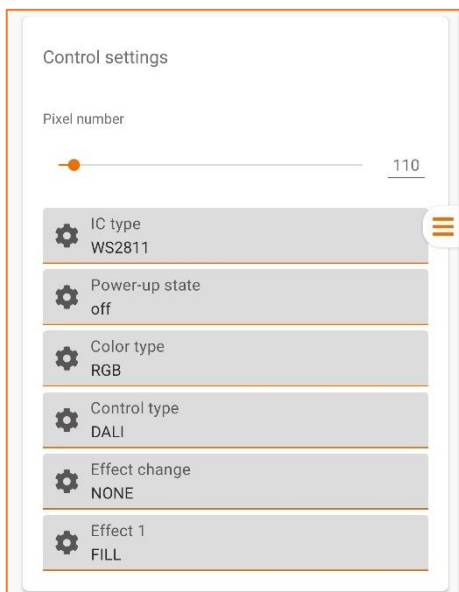 Control settings
Pixel number
110
IC type
WS2811
Power-up state
off
Color type
RGB
Control type
DALI
Effect change
NONE
Effect 1
FILL